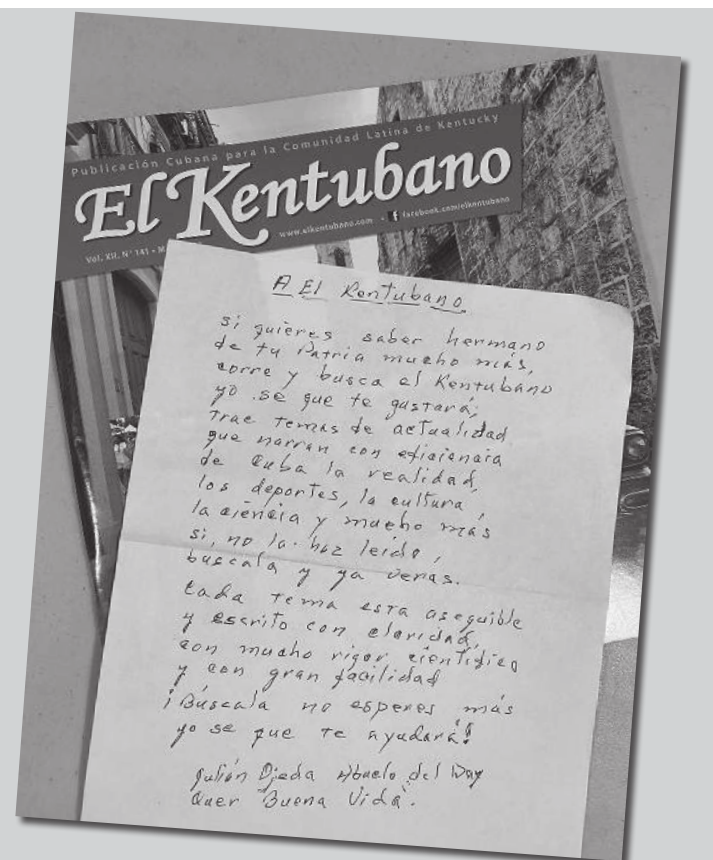 Publicación Cubana para la Comunidad Latina de Kentucky
El Kentubano
www.elkentubano.com • facebook.com/elkentubano
Vol. XII, Nº 141 - M
A El Kentubano
si quieres saber hermano
de tu Patria mucho más,
corre y busca el Kentubano
yo se que te gustará;
trae temas de actualidad
que narran con eficiencia
de Cuba la realidad,
los deportes, la cultura,
la ciencia y mucho más
si, no la haz leido,
buscala y ya veras.
Cada tema esta asequible
y escrito con claridad,
con mucho rigor cientifico
y con gran facilidad
¡Búscala no esperes más
yo se que te ayudará!
Julián Ojeda Abuelo del Way
Quer "Buena Vida".